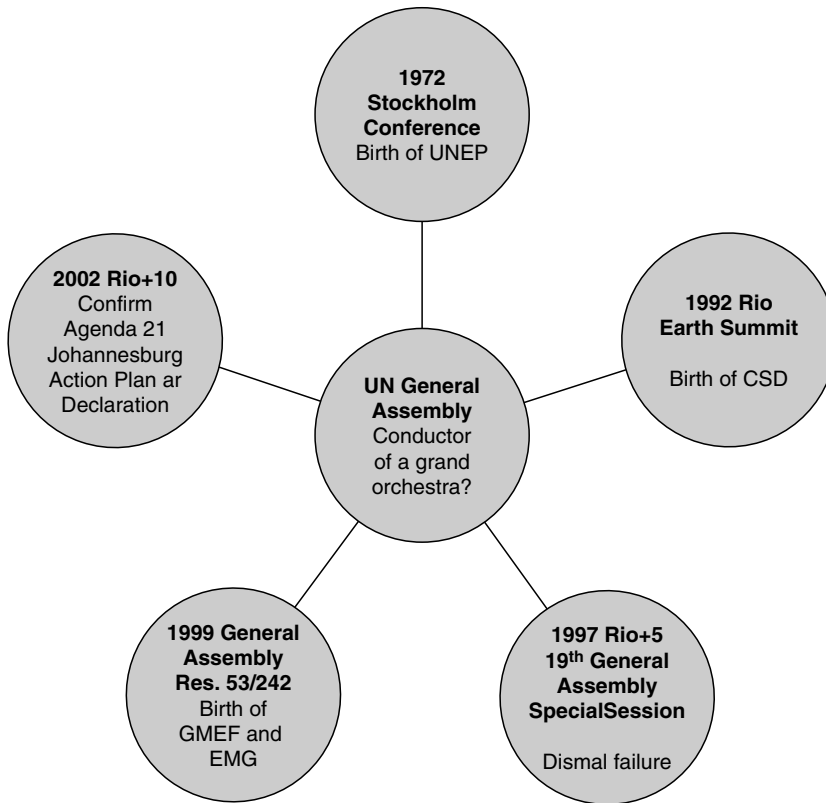 1972
Stockholm
Conference
Birth of UNEP
1992 Rio
Earth Summit
Birth of CSD
1997 Rio+5
19th General
Assembly
SpecialSession
Dismal failure
1999 General
Assembly
Res. 53/242
Birth of
GMEF and
EMG
2002 Rio+10
Confirm
Agenda 21
Johannesburg
Action Plan ar
Declaration
UN General
Assembly
Conductor
of a grand
orchestra?